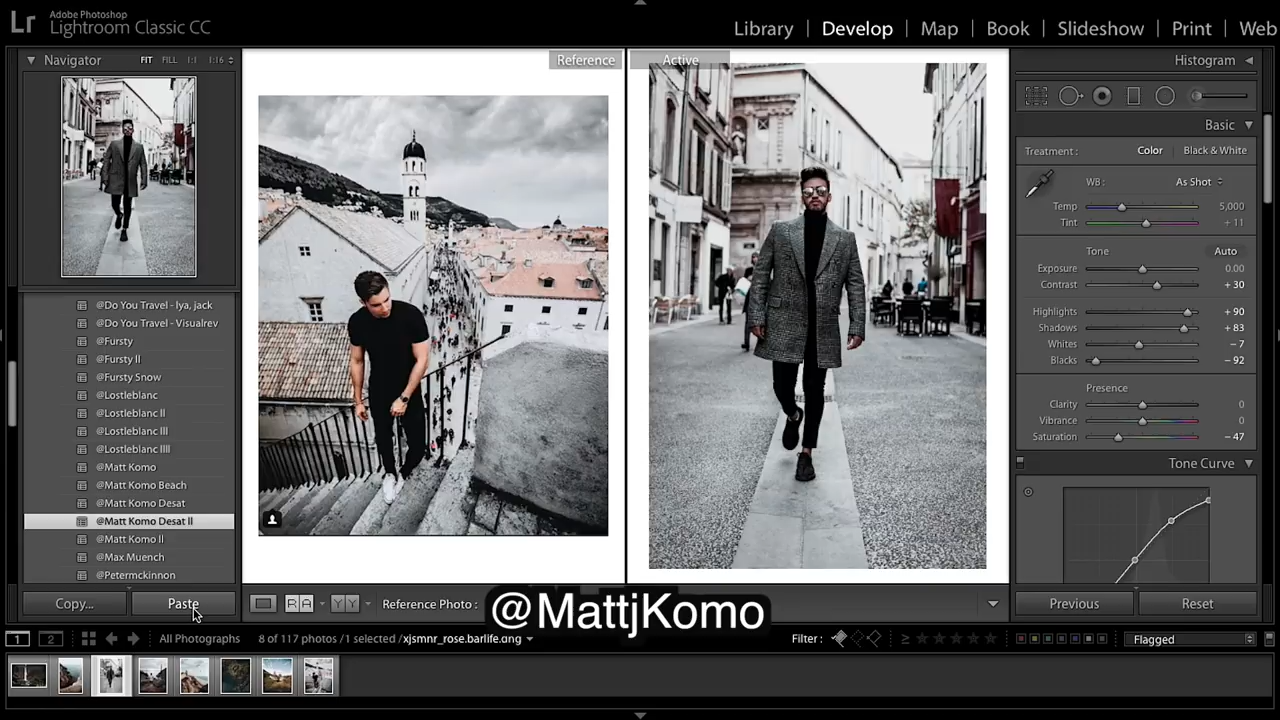 Lr
Adobe Photoshop
Lightroom Classic CC
Library | Develop | Map | Book | Slideshow | Print | Web
Navigator FIT FILL 1:1 1:16
@Do You Travel - lya, jack
@Do You Travel - Visualrev
@Fursty
@Fursty II
@Fursty Snow
@Lostleblanc
@Lostleblanc II
@Lostleblanc III
@Lostleblanc IIII
@Matt Komo
@Matt Komo Beach
@Matt Komo Desat
@Matt Komo Desat II
@Matt Komo II
@Max Muench
@Petermckinnon
Copy... Paste
Reference
Active
R A Y Y Reference Photo :
@MattjKomo
Histogram
Basic
Treatment : Color Black & White
WB : As Shot
Temp 5,000
Tint + 11
Tone Auto
Exposure 0.00
Contrast + 30
Highlights + 90
Shadows + 83
Whites - 7
Blacks - 92
Presence
Clarity 0
Vibrance 0
Saturation - 47
Tone Curve
Previous Reset
1 2 All Photographs 8 of 117 photos /1 selected /xjsmnr_rose.barlife.ang Filter : Flagged